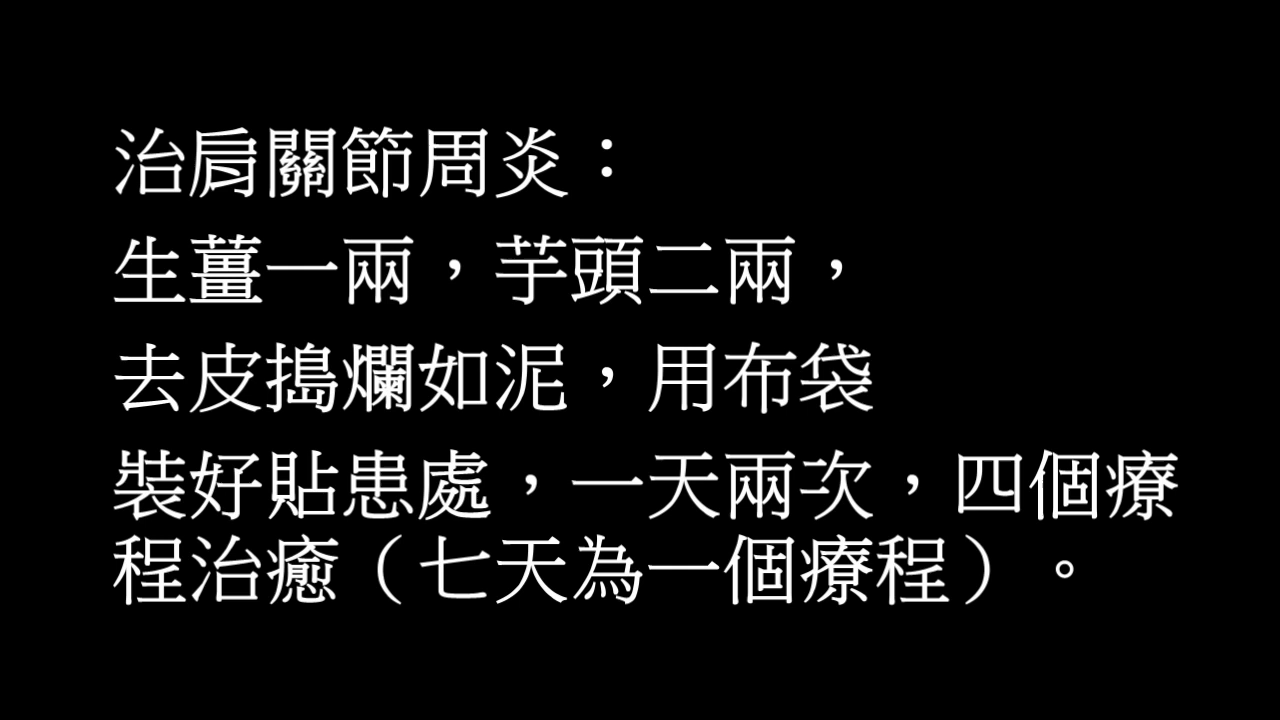 治肩關節周炎：
生薑一兩，芋頭二兩，
去皮搗爛如泥，用布袋
裝好貼患處，一天兩次，四個療
程治癒（七天為一個療程）。